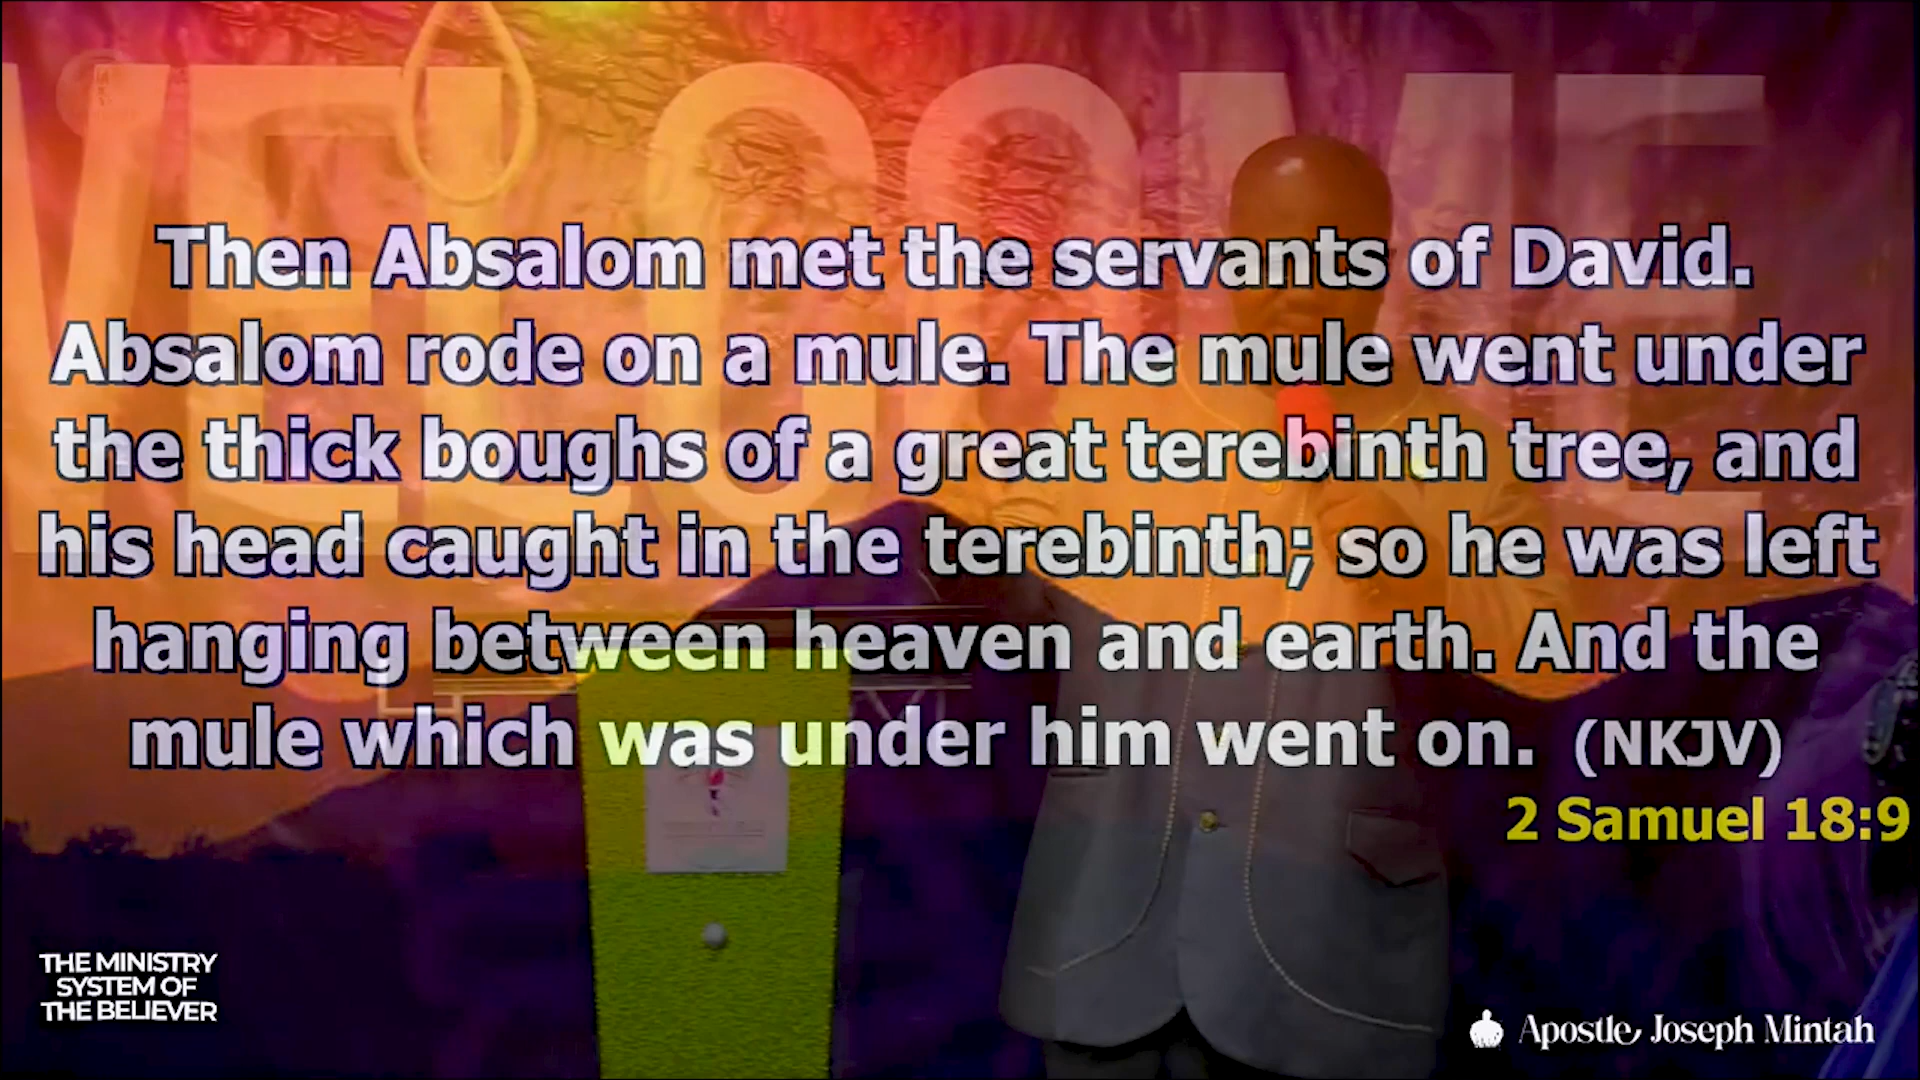 WELCOME
Then Absalom met the servants of David.
Absalom rode on a mule. The mule went under
the thick boughs of a great terebinth tree, and
his head caught in the terebinth; so he was left
hanging between heaven and earth. And the
mule which was under him went on. (NKJV)
2 Samuel 18:9
THE MINISTRY
SYSTEM OF
THE BELIEVER
Apostle Joseph Mintah